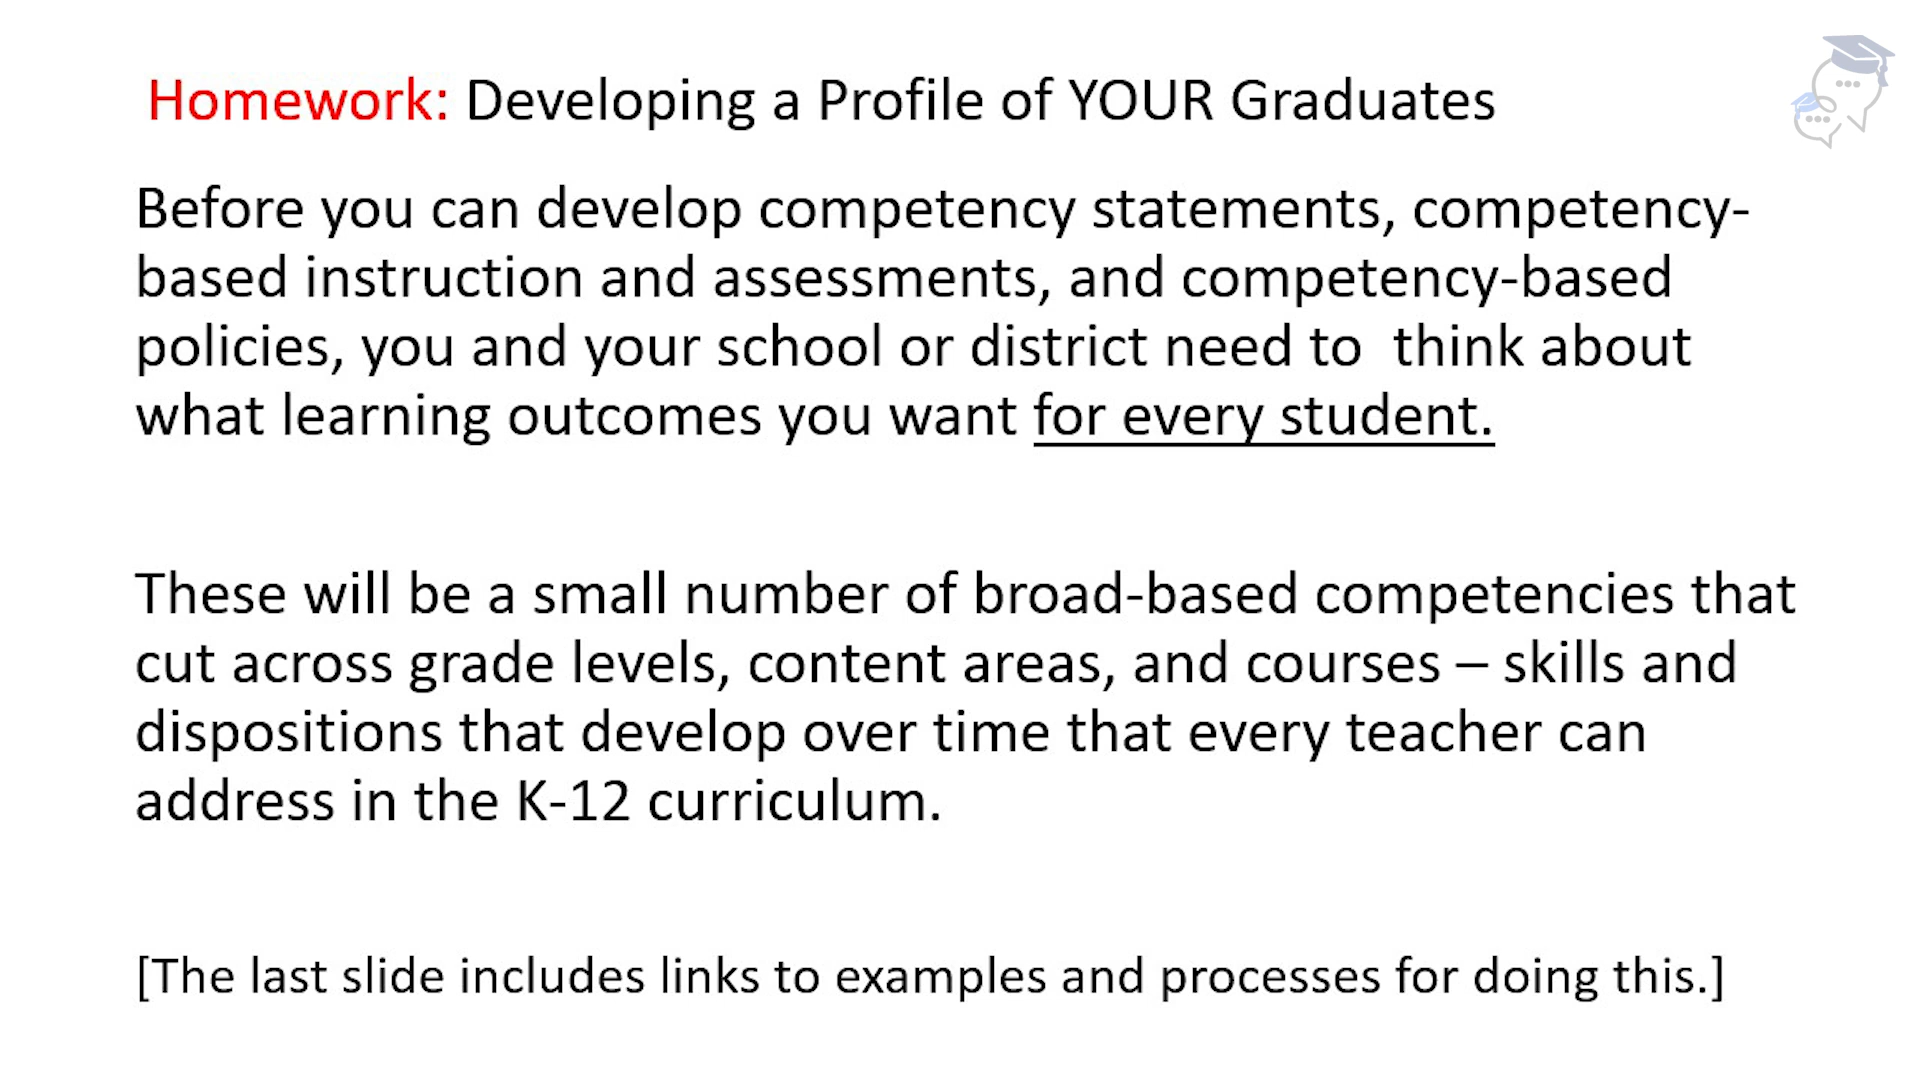 Homework: Developing a Profile of YOUR Graduates
Before you can develop competency statements, competency-
based instruction and assessments, and competency-based
policies, you and your school or district need to  think about
what learning outcomes you want for every student.
These will be a small number of broad-based competencies that
cut across grade levels, content areas, and courses – skills and
dispositions that develop over time that every teacher can
address in the K-12 curriculum.
[The last slide includes links to examples and processes for doing this.]